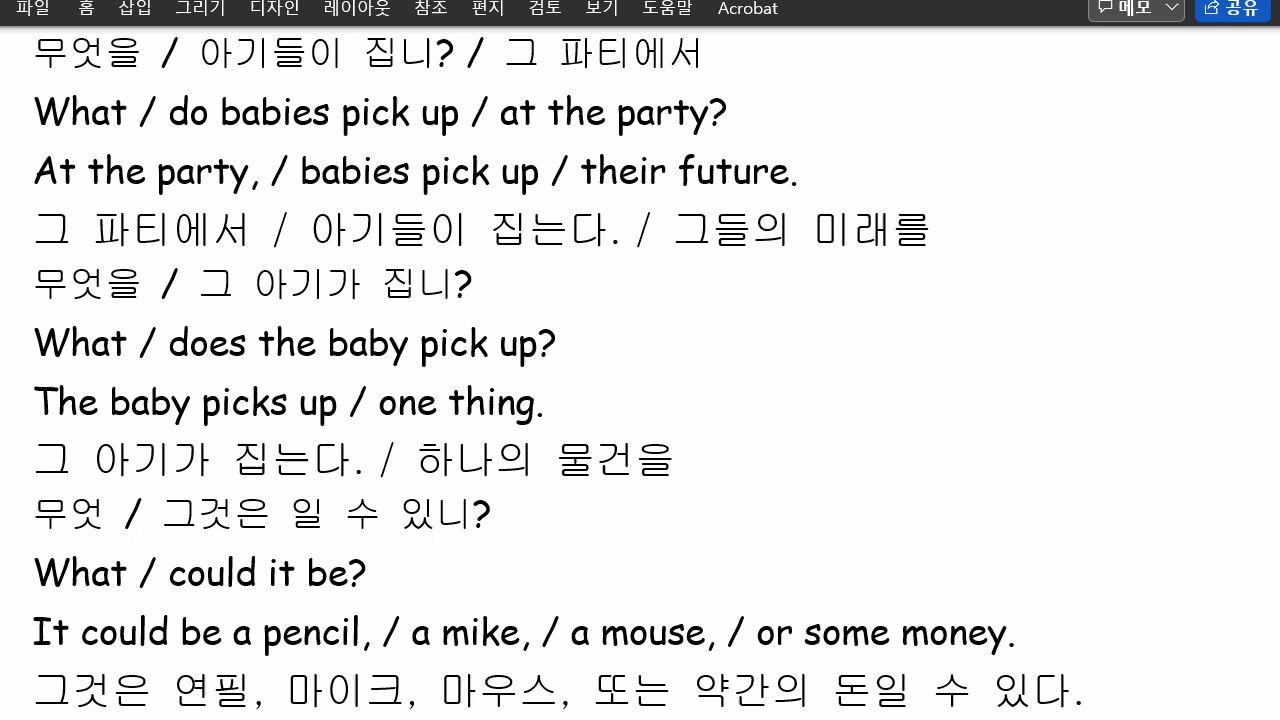 파일 홈 삽입 그리기 디자인 레이아웃 참조 편지 검토 보기 도움말 Acrobat 메모 공유
무엇을 / 아기들이 집니? / 그 파티에서
What / do babies pick up / at the party?
At the party, / babies pick up / their future.
그 파티에서 / 아기들이 집는다. / 그들의 미래를
무엇을 / 그 아기가 집니?
What / does the baby pick up?
The baby picks up / one thing.
그 아기가 집는다. / 하나의 물건을
무엇 / 그것은 일 수 있니?
What / could it be?
It could be a pencil, / a mike, / a mouse, / or some money.
그것은 연필, 마이크, 마우스, 또는 약간의 돈일 수 있다.